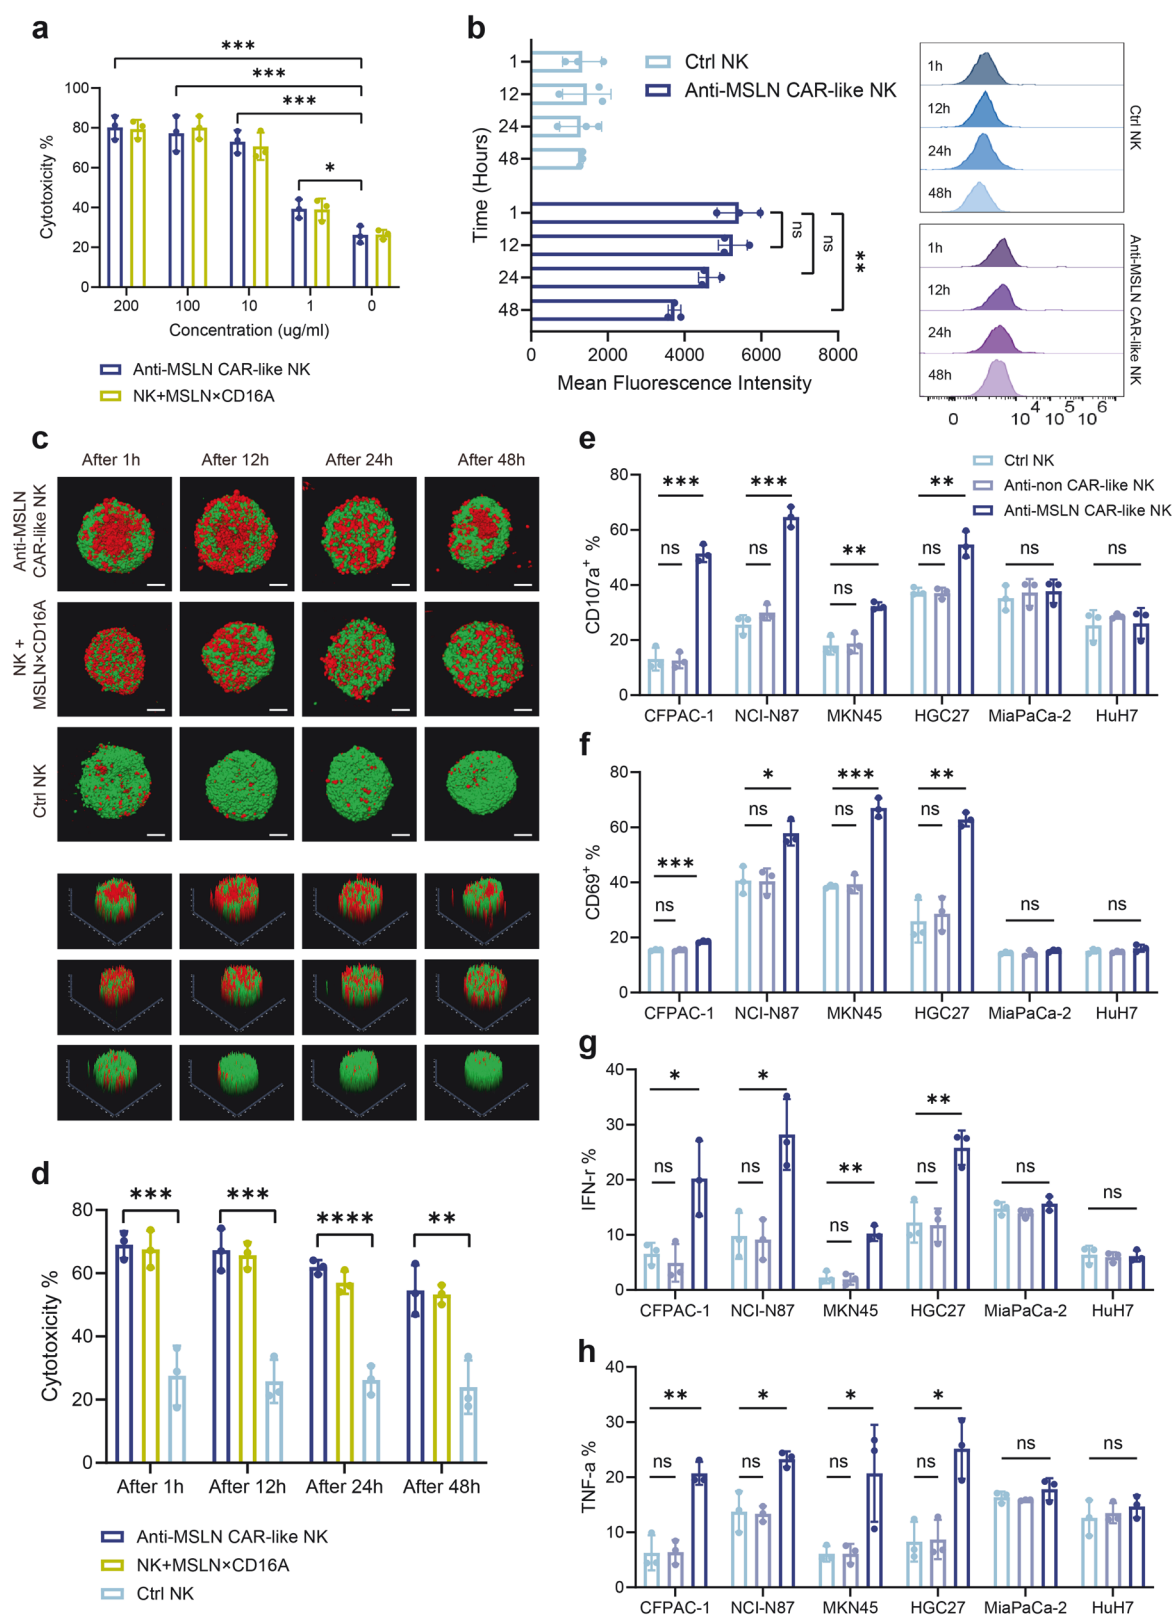 a
***
***
***
*
100
80
60
40
20
0
Cytotoxicity %
200 100 10 1 0
Concentration (ug/ml)
Anti-MSLN CAR-like NK
NK+MSLN×CD16A
b
Ctrl NK
Anti-MSLN CAR-like NK
Time (Hours)
1
12
24
48
1
12
24
48
ns
ns
**
0 2000 4000 6000 8000
Mean Fluorescence Intensity
1h
12h
24h
48h
Ctrl NK
1h
12h
24h
48h
Anti-MSLN CAR-like NK
0 10⁴ 10⁵ 10⁶
c
After 1h After 12h After 24h After 48h
Anti-MSLN
CAR-like NK
NK +
MSLN×CD16A
Ctrl NK
d
*** *** **** **
80
60
40
20
0
Cytotoxicity %
After 1h After 12h After 24h After 48h
Anti-MSLN CAR-like NK
NK+MSLN×CD16A
Ctrl NK
e
Ctrl NK
Anti-non CAR-like NK
Anti-MSLN CAR-like NK
80
60
40
20
0
CD107a⁺ %
*** *** ** **
ns ns ns ns ns ns
CFPAC-1 NCI-N87 MKN45 HGC27 MiaPaCa-2 HuH7
f
80
60
40
20
0
CD69⁺ %
*** * *** **
ns ns ns ns ns ns
CFPAC-1 NCI-N87 MKN45 HGC27 MiaPaCa-2 HuH7
g
40
30
20
10
0
IFN-r %
* * ** **
ns ns ns ns ns ns
CFPAC-1 NCI-N87 MKN45 HGC27 MiaPaCa-2 HuH7
h
40
30
20
10
0
TNF-a %
** * * *
ns ns ns ns ns ns
CFPAC-1 NCI-N87 MKN45 HGC27 MiaPaCa-2 HuH7